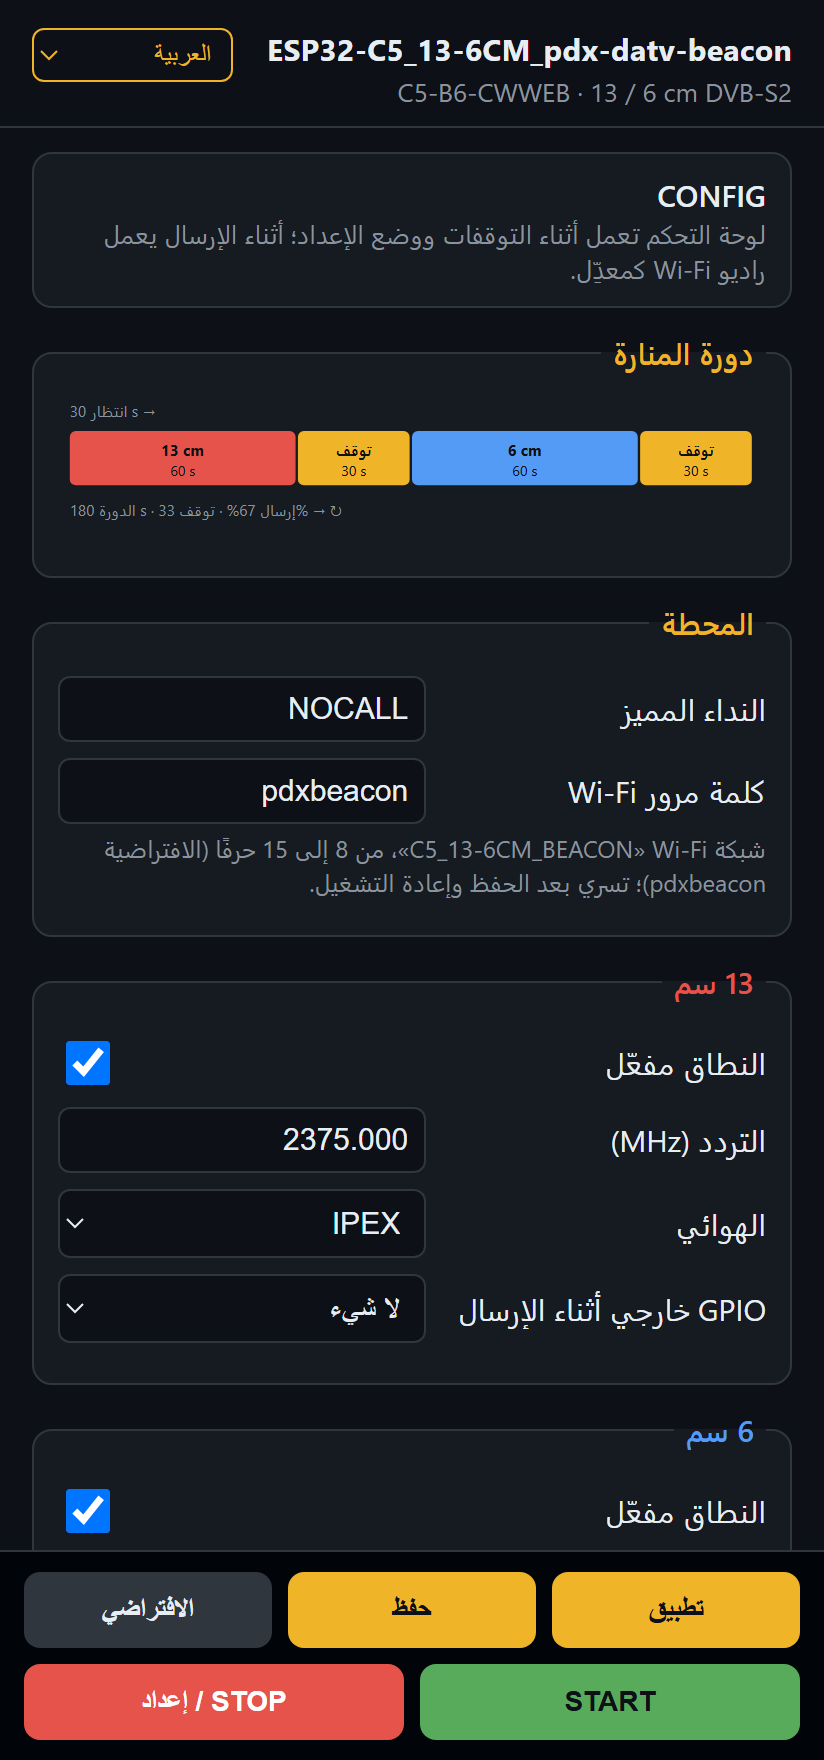 ESP32-C5_13-6CM_pdx-datv-beacon
العربية
C5-B6-CWWEB · 13 / 6 cm DVB-S2
CONFIG
لوحة التحكم تعمل أثناء التوقفات ووضع الإعداد؛ أثناء الإرسال يعمل
راديو Wi-Fi كمعدِّل.
دورة المنارة
30 انتظار s →
13 cm
توقف
6 cm
توقف
60 s
30 s
60 s
30 s
180 الدورة s · 33 توقف · %67 إرسال% → ↻
المحطة
النداء المميز
NOCALL
كلمة مرور Wi-Fi
pdxbeacon
شبكة Wi-Fi «C5_13-6CM_BEACON»، من 8 إلى 15 حرفًا (الافتراضية
pdxbeacon)؛ تسري بعد الحفظ وإعادة التشغيل.
13 سم
النطاق مفعّل
التردد (MHz)
2375.000
الهوائي
IPEX
GPIO خارجي أثناء الإرسال
لا شيء
6 سم
النطاق مفعّل
تطبيق
حفظ
الافتراضي
START
STOP / إعداد